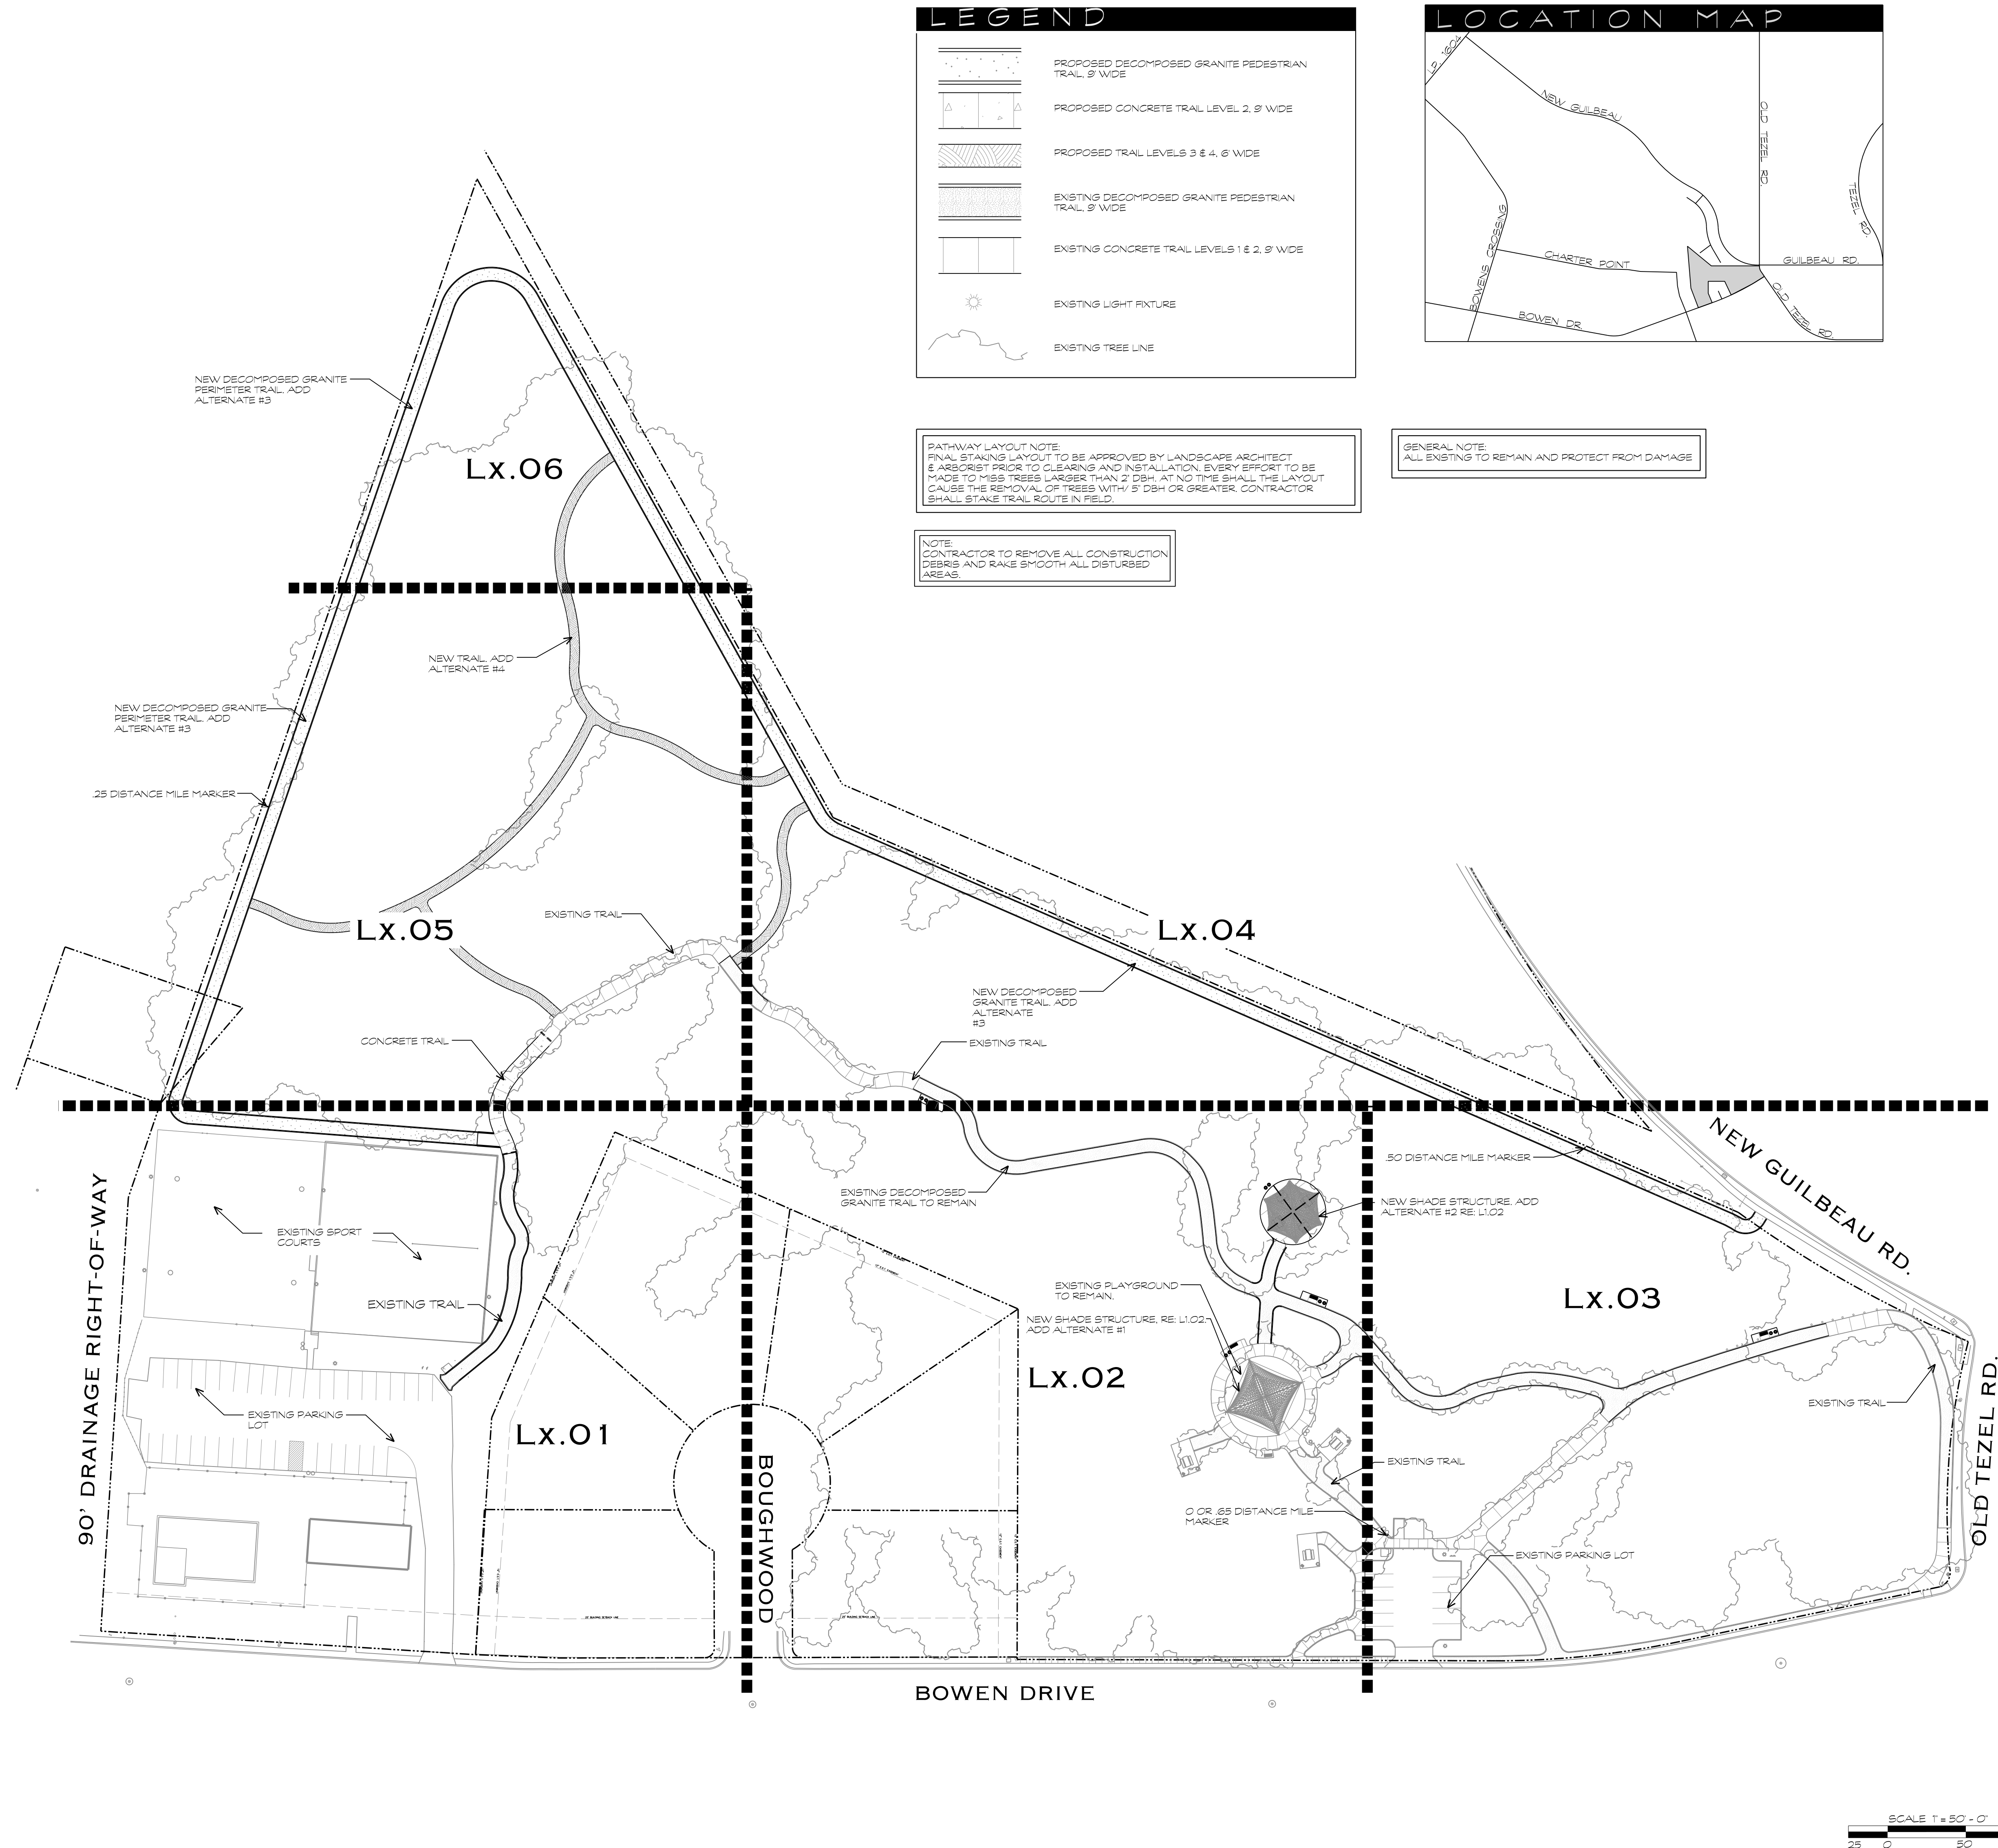 LEGEND
PROPOSED DECOMPOSED GRANITE PEDESTRIAN
TRAIL, 9' WIDE
PROPOSED CONCRETE TRAIL LEVEL 2, 9' WIDE
PROPOSED TRAIL LEVELS 3 & 4, 6' WIDE
EXISTING DECOMPOSED GRANITE PEDESTRIAN
TRAIL, 9' WIDE
EXISTING CONCRETE TRAIL LEVELS 1 & 2, 9' WIDE
EXISTING LIGHT FIXTURE
EXISTING TREE LINE
LOCATION MAP
LP 1604
NEW GUILBEAU
OLD TEZEL RD.
TEZEL RD.
BOWENS CROSSING
CHARTER POINT
GUILBEAU RD.
BOWEN DR
OLD TEZEL RD
PATHWAY LAYOUT NOTE:
FINAL STAKING LAYOUT TO BE APPROVED BY LANDSCAPE ARCHITECT
& ARBORIST PRIOR TO CLEARING AND INSTALLATION. EVERY EFFORT TO BE
MADE TO MISS TREES LARGER THAN 2" DBH. AT NO TIME SHALL THE LAYOUT
CAUSE THE REMOVAL OF TREES WITH/ 5" DBH OR GREATER. CONTRACTOR
SHALL STAKE TRAIL ROUTE IN FIELD.
GENERAL NOTE:
ALL EXISTING TO REMAIN AND PROTECT FROM DAMAGE
NOTE:
CONTRACTOR TO REMOVE ALL CONSTRUCTION
DEBRIS AND RAKE SMOOTH ALL DISTURBED
AREAS.
NEW DECOMPOSED GRANITE
PERIMETER TRAIL. ADD
ALTERNATE #3
Lx.06
NEW TRAIL, ADD
ALTERNATE #4
NEW DECOMPOSED GRANITE
PERIMETER TRAIL. ADD
ALTERNATE #3
.25 DISTANCE MILE MARKER
Lx.05
EXISTING TRAIL
Lx.04
NEW DECOMPOSED
GRANITE TRAIL. ADD
ALTERNATE
#3
CONCRETE TRAIL
EXISTING TRAIL
NEW GUILBEAU RD.
.50 DISTANCE MILE MARKER
EXISTING DECOMPOSED
GRANITE TRAIL TO REMAIN
NEW SHADE STRUCTURE. ADD
ALTERNATE #2 RE: L1.02
90' DRAINAGE RIGHT-OF-WAY
EXISTING SPORT
COURTS
EXISTING TRAIL
EXISTING PLAYGROUND
TO REMAIN.
NEW SHADE STRUCTURE, RE: L1.02.
ADD ALTERNATE #1
Lx.03
Lx.02
EXISTING TRAIL
OLD TEZEL RD.
EXISTING PARKING
LOT
Lx.01
BOUGHWOOD
EXISTING TRAIL
0 OR .65 DISTANCE MILE
MARKER
EXISTING PARKING LOT
BOWEN DRIVE
SCALE 1" = 50' - 0"
25 0 50